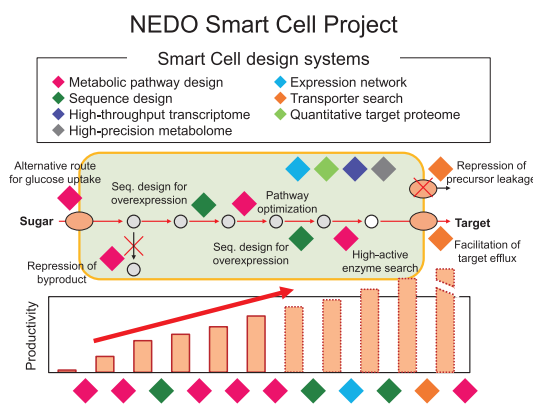 NEDO Smart Cell Project
Smart Cell design systems
Metabolic pathway design
Sequence design
High-throughput transcriptome
High-precision metabolome
Expression network
Transporter search
Quantitative target proteome
Alternative route
for glucose uptake
Seq. design for
overexpression
Pathway
optimization
Repression of
precursor leakage
Sugar
Target
Repression of
byproduct
Seq. design for
overexpression
High-active
enzyme search
Facilitation of
target efflux
Productivity